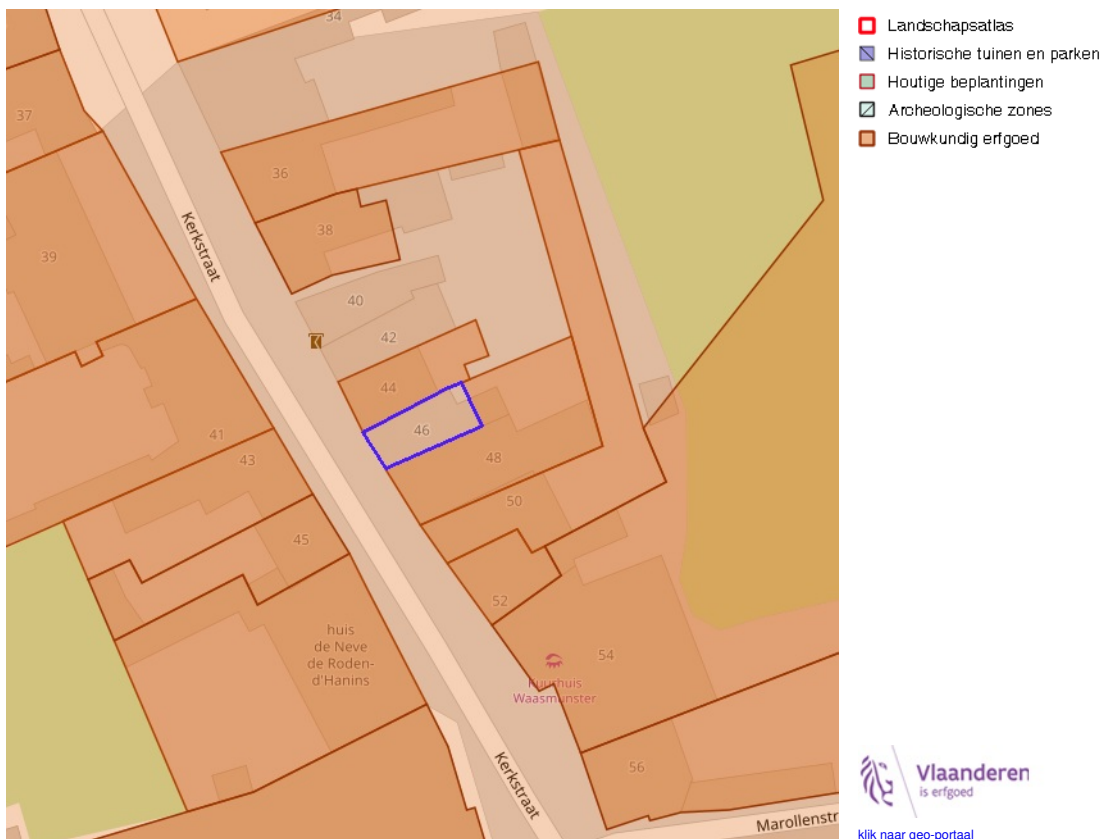 34
37
36
Kerkstraat
38
39
40
42
44
46
41
43
48
50
45
52
huis
de Neve
de Roden-
d'Hanins
54
Puurhuis
Waasmunster
56
Kerkstraat
Marollenstr
Landschapsatlas
Historische tuinen en parken
Houtige beplantingen
Archeologische zones
Bouwkundig erfgoed
Vlaanderen
is erfgoed
klik naar geo-portaal